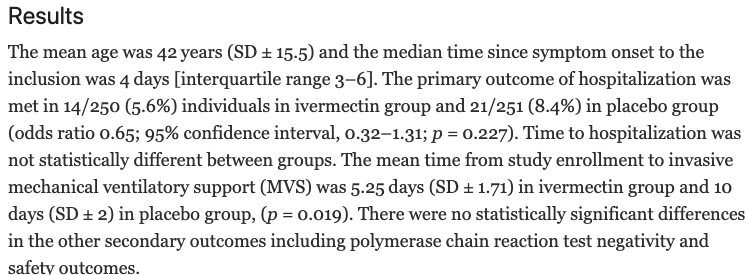 Results
The mean age was 42 years (SD ± 15.5) and the median time since symptom onset to the
inclusion was 4 days [interquartile range 3–6]. The primary outcome of hospitalization was
met in 14/250 (5.6%) individuals in ivermectin group and 21/251 (8.4%) in placebo group
(odds ratio 0.65; 95% confidence interval, 0.32–1.31; p = 0.227). Time to hospitalization was
not statistically different between groups. The mean time from study enrollment to invasive
mechanical ventilatory support (MVS) was 5.25 days (SD ± 1.71) in ivermectin group and 10
days (SD ± 2) in placebo group, (p = 0.019). There were no statistically significant differences
in the other secondary outcomes including polymerase chain reaction test negativity and
safety outcomes.